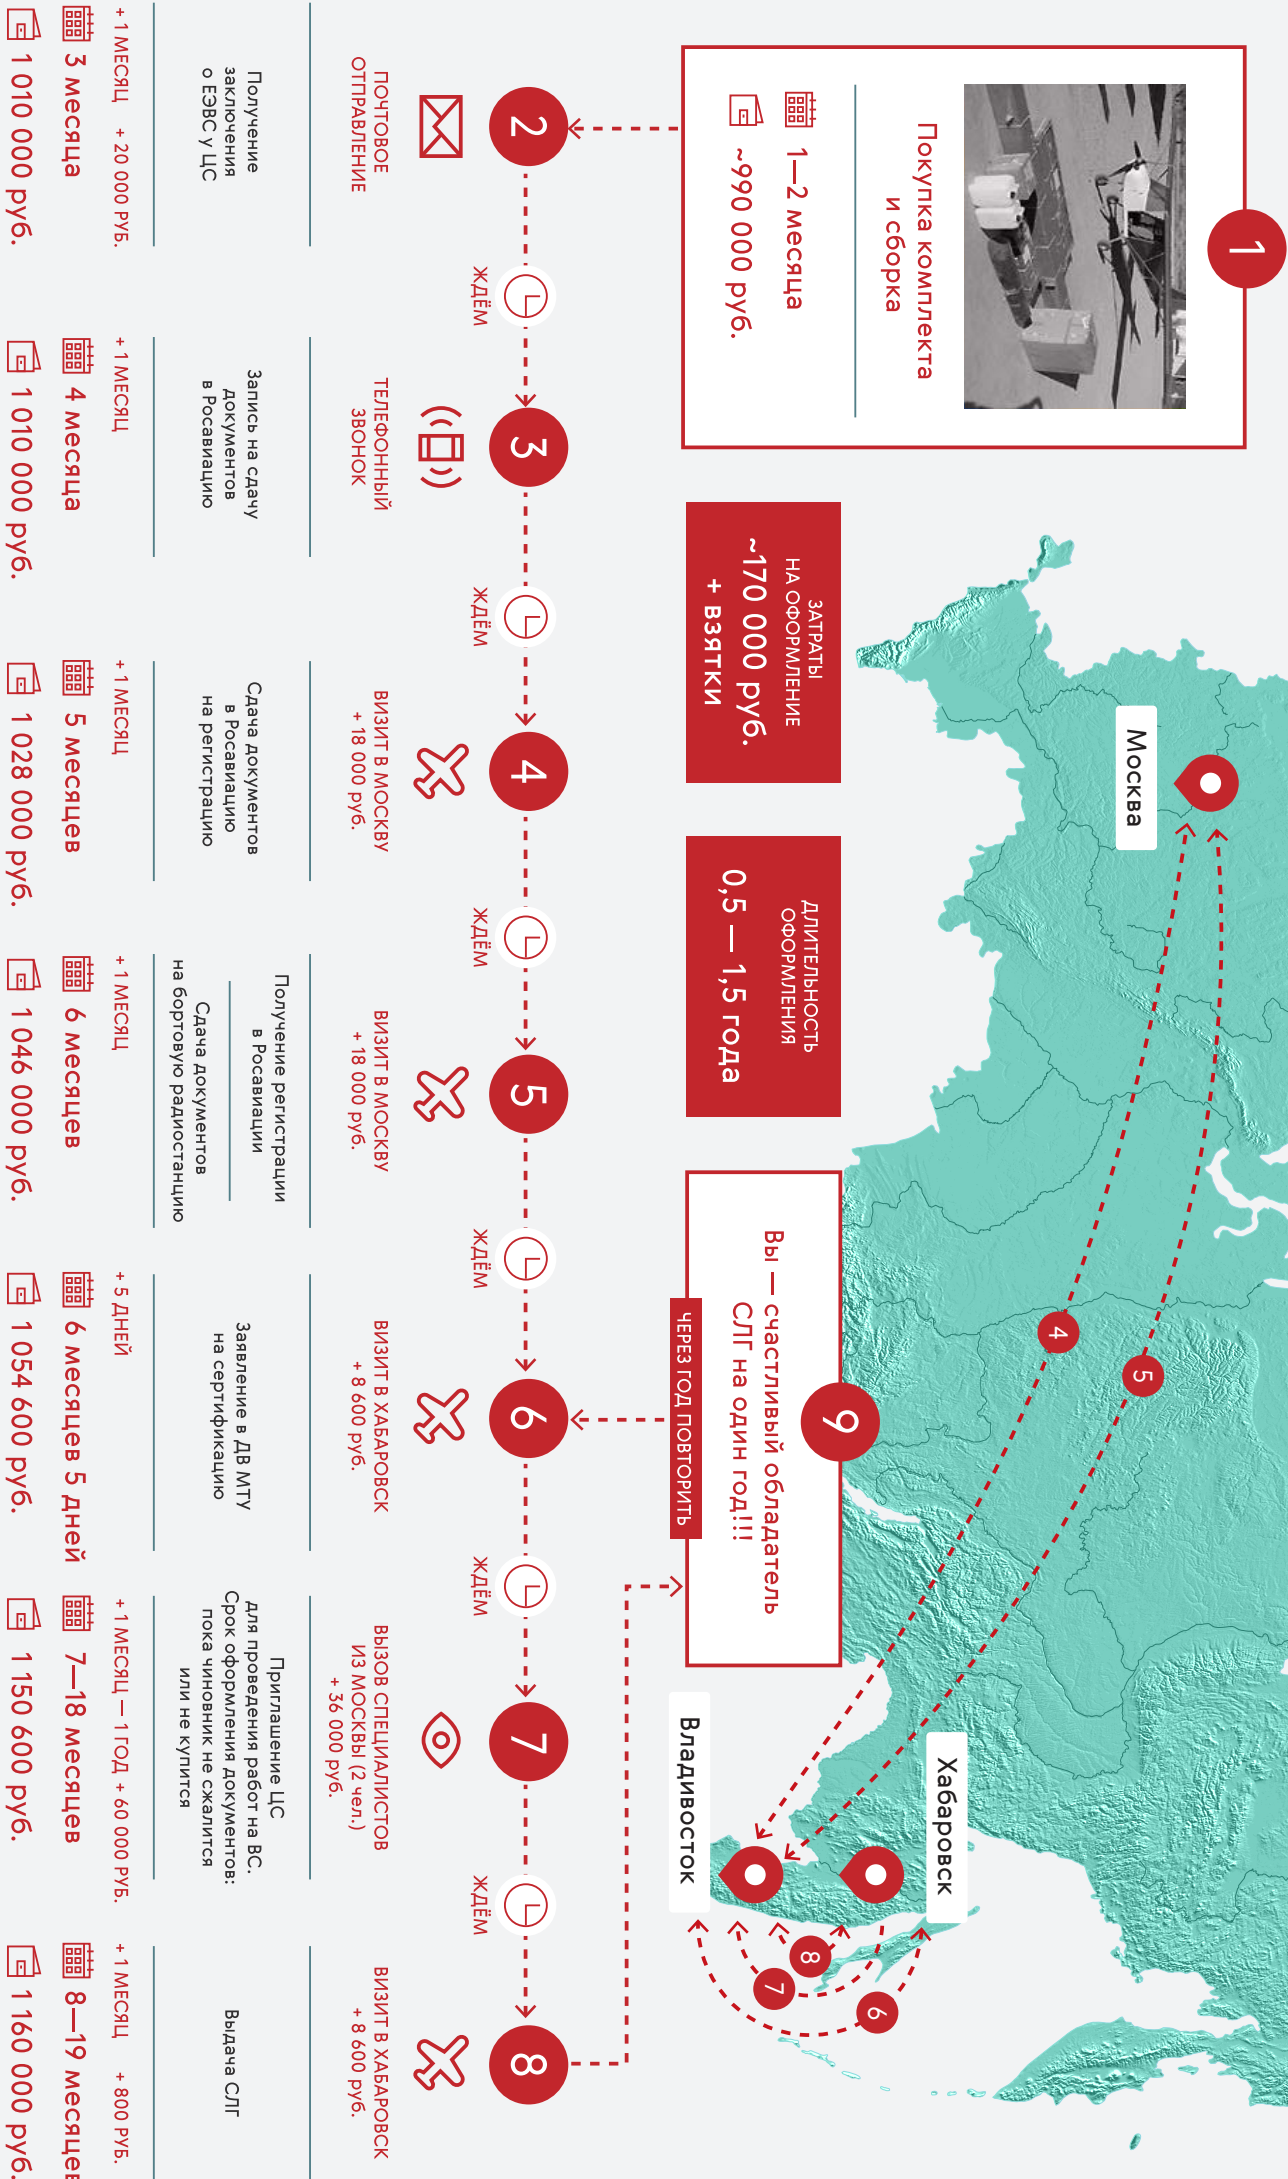 1
Покупка комплекта
и сборка
1—2 месяца
~990 000 руб.
ЗАТРАТЫ
НА ОФОРМЛЕНИЕ
~170 000 руб.
+ взятки
ДЛИТЕЛЬНОСТЬ
ОФОРМЛЕНИЯ
0,5 — 1,5 года
9
Вы — счастливый обладатель
СЛГ на один год!!!
ЧЕРЕЗ ГОД ПОВТОРИТЬ
Москва
4
5
Хабаровск
Владивосток
8
7
6
2
ПОЧТОВОЕ
ОТПРАВЛЕНИЕ
Получение
заключения
о ЕЭВС у ЦС
+ 1 МЕСЯЦ + 20 000 РУБ.
3 месяца
1 010 000 руб.
ЖДЁМ
3
ТЕЛЕФОННЫЙ
ЗВОНОК
Запись на сдачу
документов
в Росавиацию
+ 1 МЕСЯЦ
4 месяца
1 010 000 руб.
ЖДЁМ
4
ВИЗИТ В МОСКВУ
+ 18 000 руб.
Сдача документов
в Росавиацию
на регистрацию
+ 1 МЕСЯЦ
5 месяцев
1 028 000 руб.
ЖДЁМ
5
ВИЗИТ В МОСКВУ
+ 18 000 руб.
Получение регистрации
в Росавиации
Сдача документов
на бортовую радиостанцию
+ 1 МЕСЯЦ
6 месяцев
1 046 000 руб.
ЖДЁМ
6
ВИЗИТ В ХАБАРОВСК
+ 8 600 руб.
Заявление в ДВ МТУ
на сертификацию
+ 5 ДНЕЙ
6 месяцев 5 дней
1 054 600 руб.
ЖДЁМ
7
ВЫЗОВ СПЕЦИАЛИСТОВ
ИЗ МОСКВЫ (2 чел.)
+ 36 000 руб.
Приглашение ЦС
для проведения работ на ВС.
Срок оформления документов:
пока чиновник не сжалится
или не купится
+ 1 МЕСЯЦ — 1 ГОД + 60 000 РУБ.
7—18 месяцев
1 150 600 руб.
ЖДЁМ
8
ВИЗИТ В ХАБАРОВСК
+ 8 600 руб.
Выдача СЛГ
+ 1 МЕСЯЦ + 800 РУБ.
8—19 месяцев
1 160 000 руб.